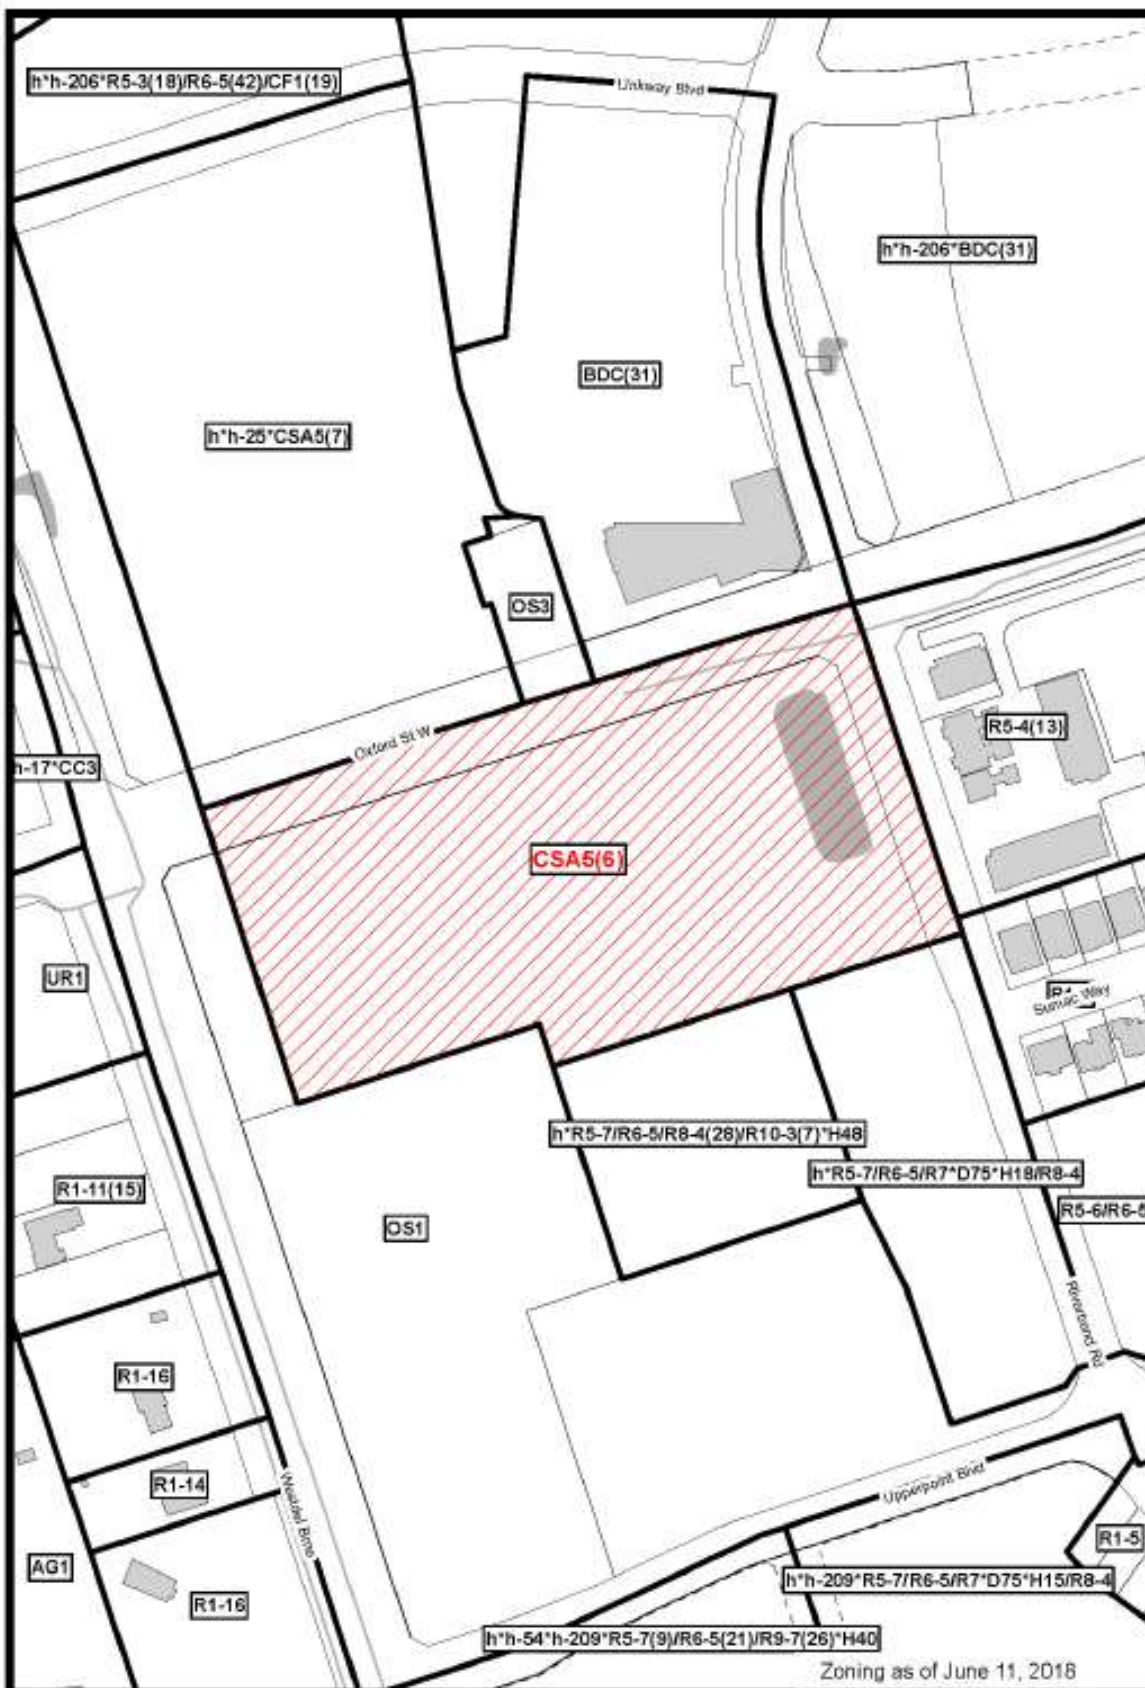 h*h-206*R5-3(18)/R6-5(42)/CF1(19)
Linkway Blvd
h*h-206*BDC(31)
BDC(31)
h*h-25*CSA5(7)
OS3
R5-4(13)
Oxford St W
h-17*CC3
CSA5(6)
UR1
Sumac Way
h*R5-7/R6-5/R8-4(28)/R10-3(7)*H48
h*R5-7/R6-5/R7*D75*H18/R8-4
R1-11(15)
R5-6/R6-5
OS1
Riverbend Rd
R1-16
R1-14
Upperpoint Blvd
R1-5
AG1
h*h-209*R5-7/R6-5/R7*D75*H15/R8-4
R1-16
h*h-54*h-209*R5-7(9)/R6-5(21)/R9-7(26)*H40
Zoning as of June 11, 2018